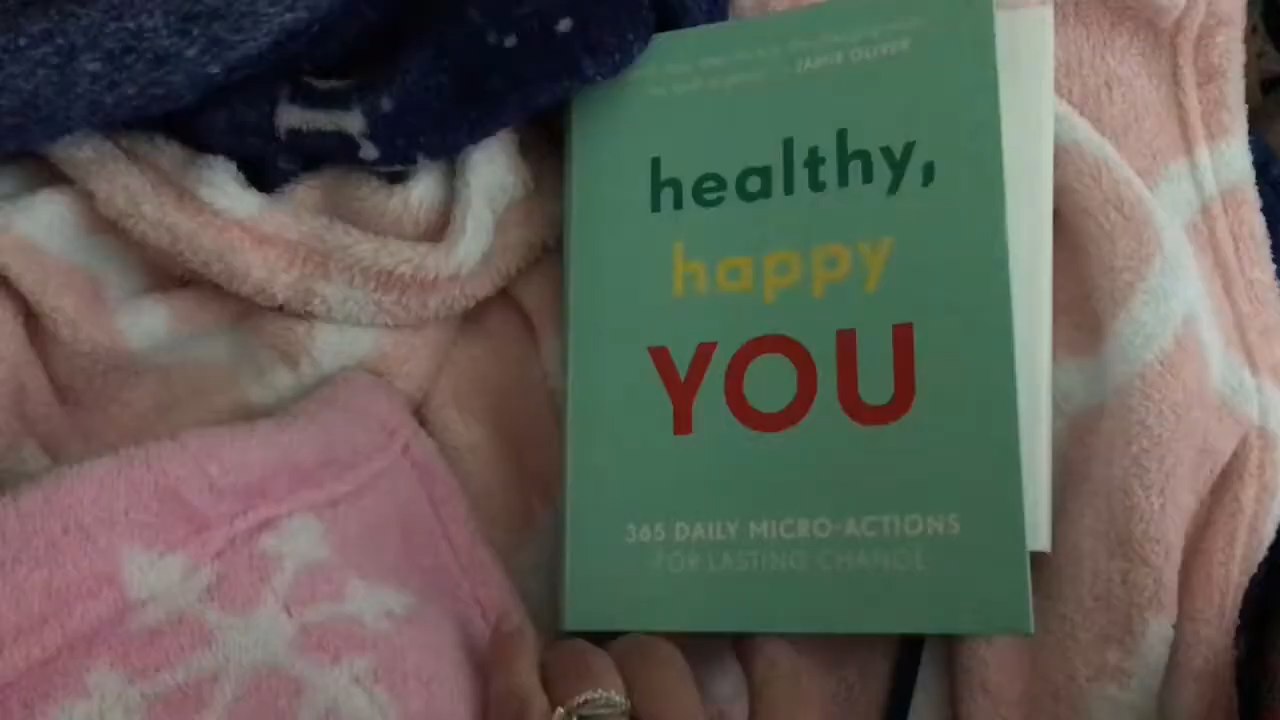 JAMIE OLIVER
healthy,
happy
YOU
365 DAILY MICRO-ACTIONS
FOR LASTING CHANGE